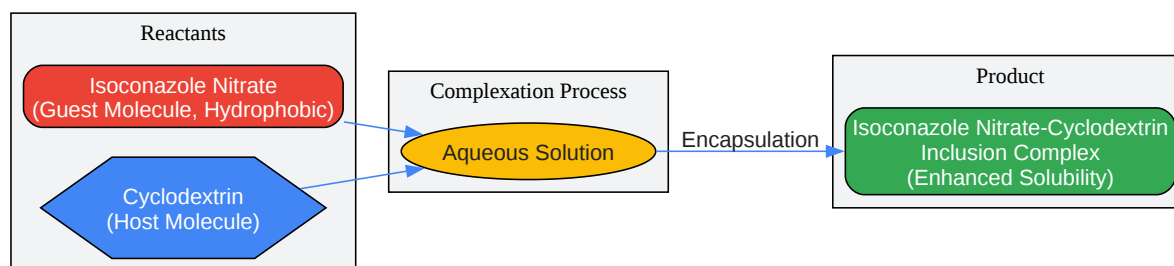 Reactants
Isoconazole Nitrate
(Guest Molecule, Hydrophobic)
Cyclodextrin
(Host Molecule)
Complexation Process
Aqueous Solution
Encapsulation
Product
Isoconazole Nitrate-Cyclodextrin
Inclusion Complex
(Enhanced Solubility)